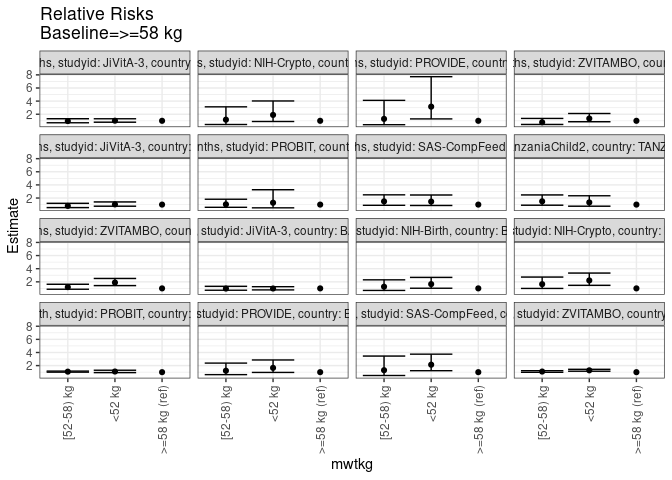 Relative Risks
Baseline=>=58 kg
hs, studyid: JiVitA-3, country
s, studyid: NIH-Crypto, countr
s, studyid: PROVIDE, countr
hs, studyid: ZVITAMBO, coun
8
6
4
2
s, studyid: JiVitA-3, country:
nths, studyid: PROBIT, count
hs, studyid: SAS-CompFeed
nzaniaChild2, country: TANZ
8
6
4
2
s, studyid: ZVITAMBO, coun
studyid: JiVitA-3, country: BA
studyid: NIH-Birth, country: B
studyid: NIH-Crypto, country:
8
6
4
2
th, studyid: PROBIT, country:
studyid: PROVIDE, country: B
, studyid: SAS-CompFeed, c
, studyid: ZVITAMBO, country
8
6
4
2
Estimate
[52-58) kg
<52 kg
>=58 kg (ref)
[52-58) kg
<52 kg
>=58 kg (ref)
[52-58) kg
<52 kg
>=58 kg (ref)
[52-58) kg
<52 kg
>=58 kg (ref)
mwtkg